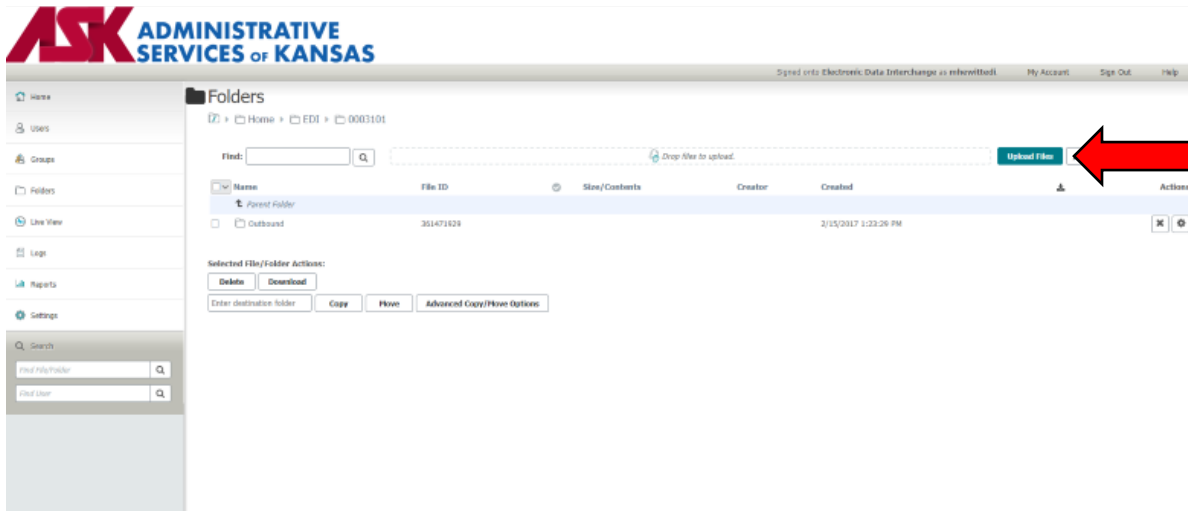 ASK ADMINISTRATIVE
SERVICES OF KANSAS
Signed onto Electronic Data Interchange as mhewittedi. My Account Sign Out Help
Home
Users
Groups
Folders
Live View
Logs
Reports
Settings
Search
Find File/Folder
Find User
Folders
Home EDI 0003101
Find: Drop files to upload. Upload Files
Name File ID Size/Contents Creator Created Actions
Parent Folder
Outbound 361471929 2/15/2017 1:23:29 PM
Selected File/Folder Actions:
Delete Download
Enter destination folder Copy Move Advanced Copy/Move Options